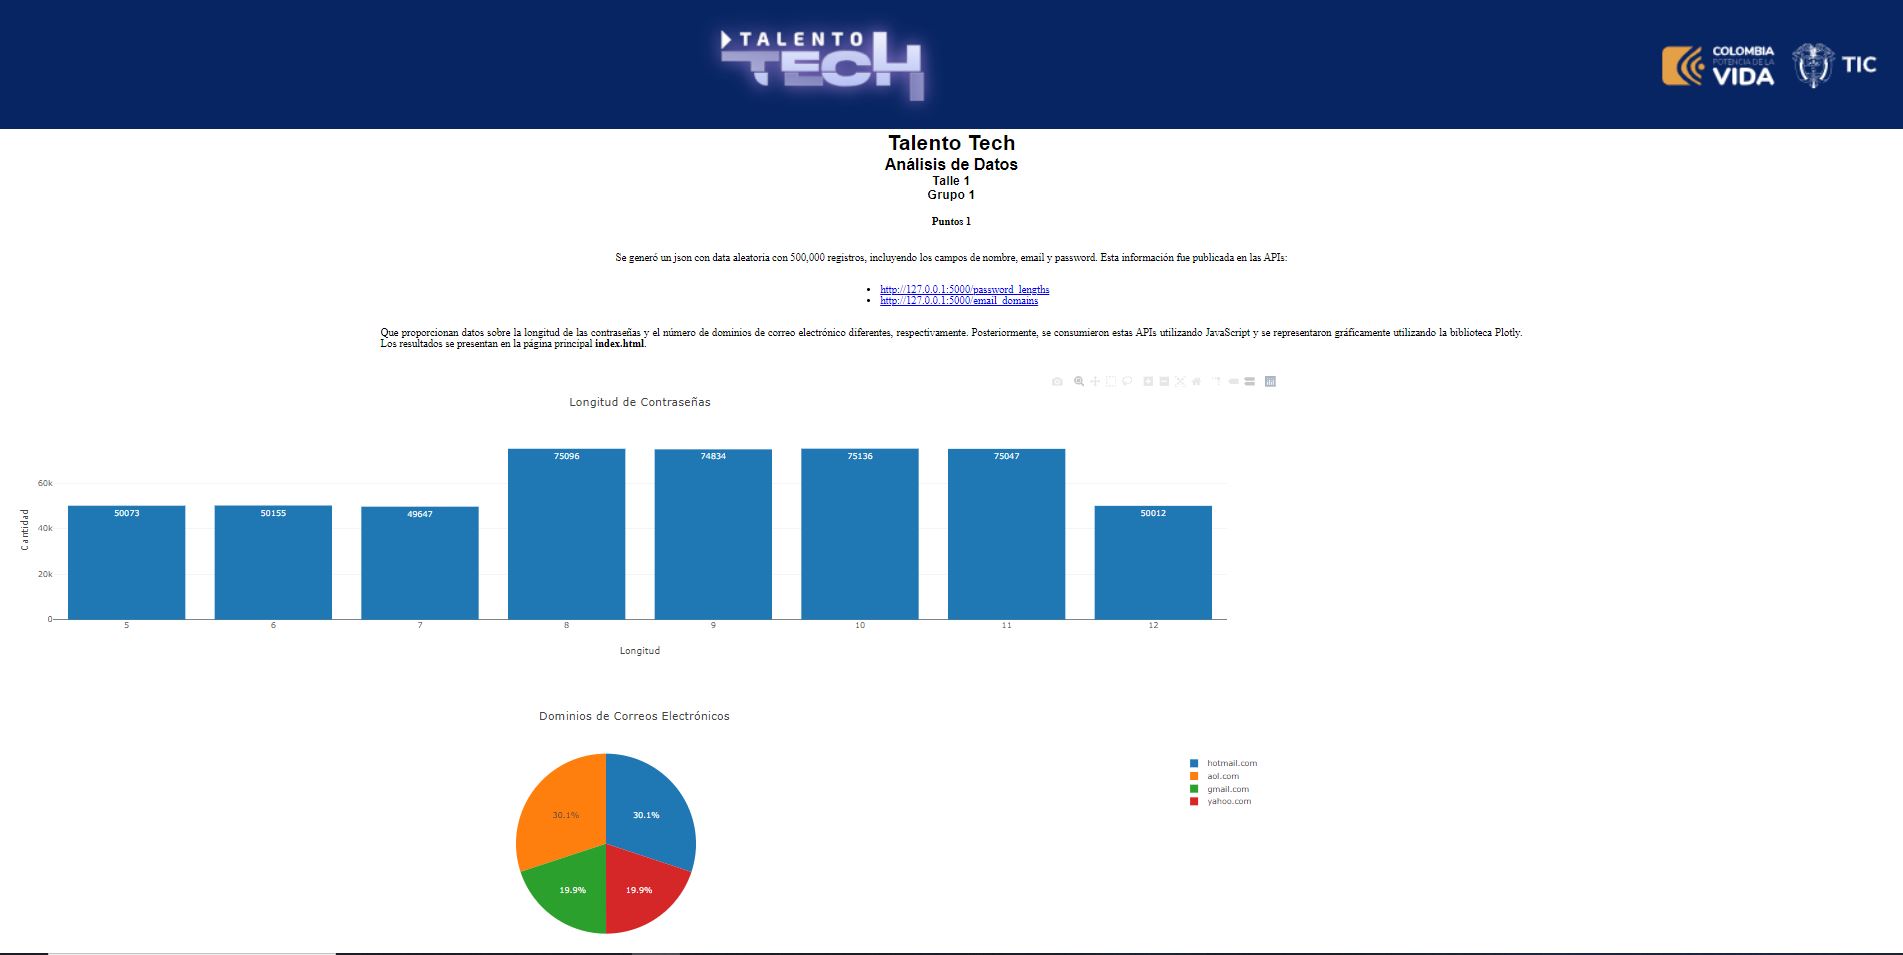 TALENTO
TECH
COLOMBIA
POTENCIA DE LA
VIDA
TIC
Talento Tech
Análisis de Datos
Talle 1
Grupo 1
Puntos 1
Se generó un json con data aleatoria con 500,000 registros, incluyendo los campos de nombre, email y password. Esta información fue publicada en las APIs:
• http://127.0.0.1:5000/password_lengths
• http://127.0.0.1:5000/email_domains
Que proporcionan datos sobre la longitud de las contraseñas y el número de dominios de correo electrónico diferentes, respectivamente. Posteriormente, se consumieron estas APIs utilizando JavaScript y se representaron gráficamente utilizando la biblioteca Plotly.
Los resultados se presentan en la página principal index.html.
Longitud de Contraseñas
75096 74834 75136 75047
60k
50073 50155 49647 50012
Cantidad
40k
20k
0
5 6 7 8 9 10 11 12
Longitud
Dominios de Correos Electrónicos
hotmail.com
aol.com
gmail.com
yahoo.com
30.1% 30.1%
19.9% 19.9%